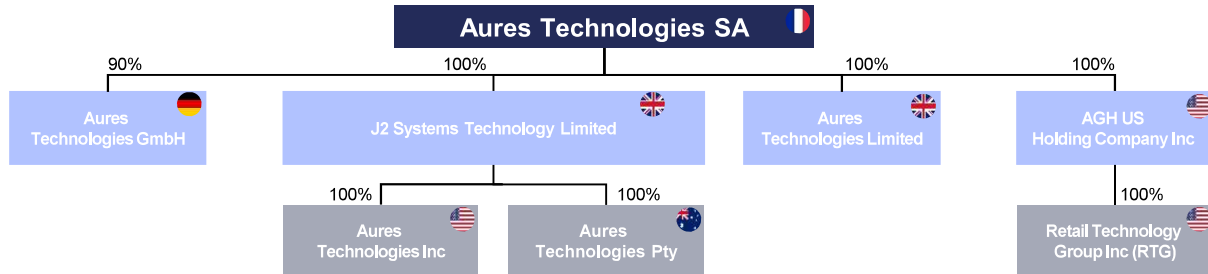 Aures Technologies SA
90%
100%
100%
100%
Aures
Technologies GmbH
J2 Systems Technology Limited
Aures
Technologies Limited
AGH US
Holding Company Inc
100%
100%
100%
Aures
Technologies Inc
Aures
Technologies Pty
Retail Technology
Group Inc (RTG)